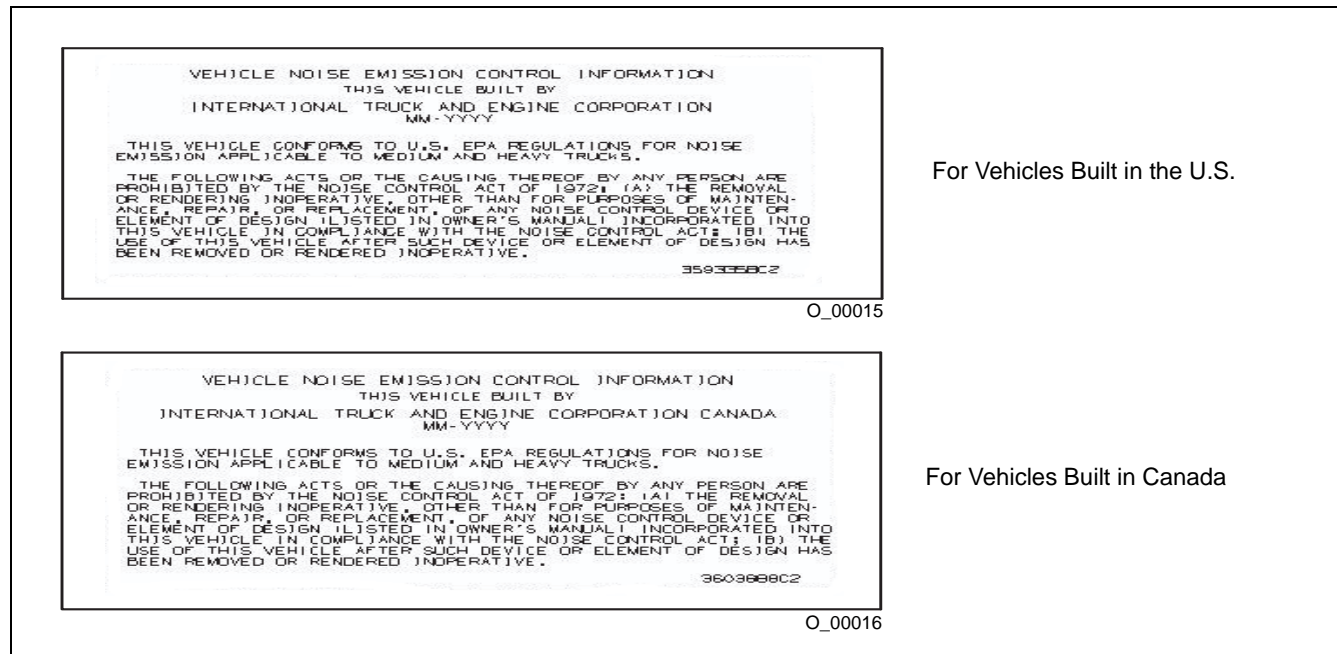 VEHICLE NOISE EMISSION CONTROL INFORMATION
THIS VEHICLE BUILT BY
INTERNATIONAL TRUCK AND ENGINE CORPORATION
MM-YYYY
THIS VEHICLE CONFORMS TO U.S. EPA REGULATIONS FOR NOISE
EMISSION APPLICABLE TO MEDIUM AND HEAVY TRUCKS.
THE FOLLOWING ACTS OR THE CAUSING THEREOF BY ANY PERSON ARE
PROHIBITED BY THE NOISE CONTROL ACT OF 1972: (A) THE REMOVAL
OR RENDERING INOPERATIVE, OTHER THAN FOR PURPOSES OF MAINTEN-
ANCE, REPAIR, OR REPLACEMENT, OF ANY NOISE CONTROL DEVICE OR
ELEMENT OF DESIGN (LISTED IN OWNER'S MANUAL) INCORPORATED INTO
THIS VEHICLE IN COMPLIANCE WITH THE NOISE CONTROL ACT; (B) THE
USE OF THIS VEHICLE AFTER SUCH DEVICE OR ELEMENT OF DESIGN HAS
BEEN REMOVED OR RENDERED INOPERATIVE.
O_00015
For Vehicles Built in the U.S.
VEHICLE NOISE EMISSION CONTROL INFORMATION
THIS VEHICLE BUILT BY
INTERNATIONAL TRUCK AND ENGINE CORPORATION CANADA
MM-YYYY
THIS VEHICLE CONFORMS TO U.S. EPA REGULATIONS FOR NOISE
EMISSION APPLICABLE TO MEDIUM AND HEAVY TRUCKS.
THE FOLLOWING ACTS OR THE CAUSING THEREOF BY ANY PERSON ARE
PROHIBITED BY THE NOISE CONTROL ACT OF 1972: (A) THE REMOVAL
OR RENDERING INOPERATIVE, OTHER THAN FOR PURPOSES OF MAINTEN-
ANCE, REPAIR, OR REPLACEMENT, OF ANY NOISE CONTROL DEVICE OR
ELEMENT OF DESIGN (LISTED IN OWNER'S MANUAL) INCORPORATED INTO
THIS VEHICLE IN COMPLIANCE WITH THE NOISE CONTROL ACT; (B) THE
USE OF THIS VEHICLE AFTER SUCH DEVICE OR ELEMENT OF DESIGN HAS
BEEN REMOVED OR RENDERED INOPERATIVE.
O_00016
For Vehicles Built in Canada